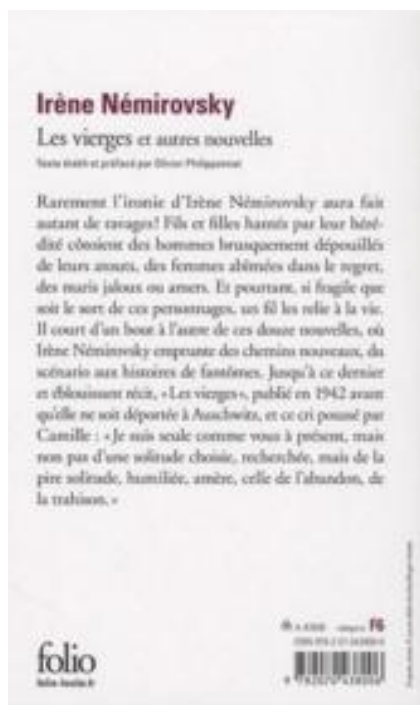 Irène Némirovsky
Les vierges et autres nouvelles
Texte établi et préfacé par Olivier Philipponnat
Rarement l'ironie d'Irène Némirovsky aura fait
autant de ravages! Fils et filles hantés par leur héré-
dité côtoient des hommes brusquement dépouillés
de leurs atouts, des femmes abîmées dans le regret,
des maris jaloux ou amers. Et pourtant, si fragile que
soit le sort de ces personnages, un fil les relie à la vie.
Il court d'un bout à l'autre de ces douze nouvelles, où
Irène Némirovsky emprunte des chemins nouveaux, du
scénario aux histoires de fantômes. Jusqu'à ce dernier
et éblouissant récit, «Les vierges», publié en 1942 avant
qu'elle ne soit déportée à Auschwitz, et ce cri poussé par
Camille : «Je suis seule comme vous à présent, mais
non pas d'une solitude choisie, recherchée, mais de la
pire solitude, humiliée, amère, celle de l'abandon, de
la trahison.»
F6
folio